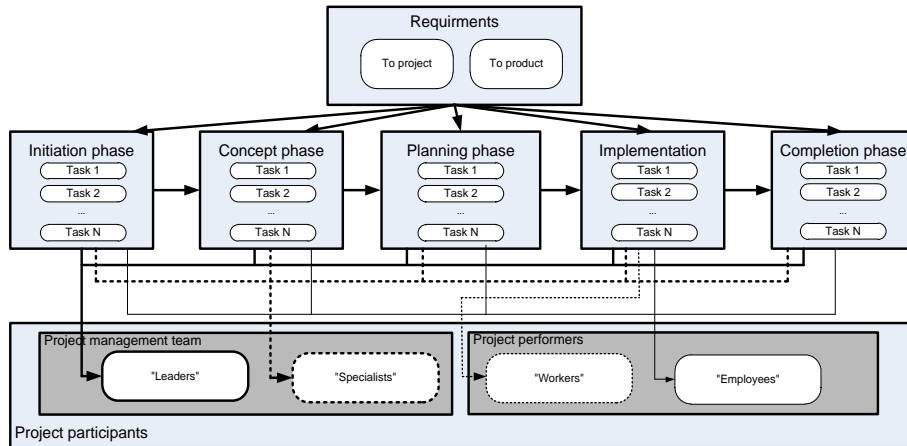 Requirments
To project
To product
Initiation phase
Task 1
Task 2
...
Task N
Concept phase
Task 1
Task 2
...
Task N
Planning phase
Task 1
Task 2
...
Task N
Implementation
Task 1
Task 2
...
Task N
Completion phase
Task 1
Task 2
...
Task N
Project management team
"Leaders"
"Specialists"
Project performers
"Workers"
"Employees"
Project participants